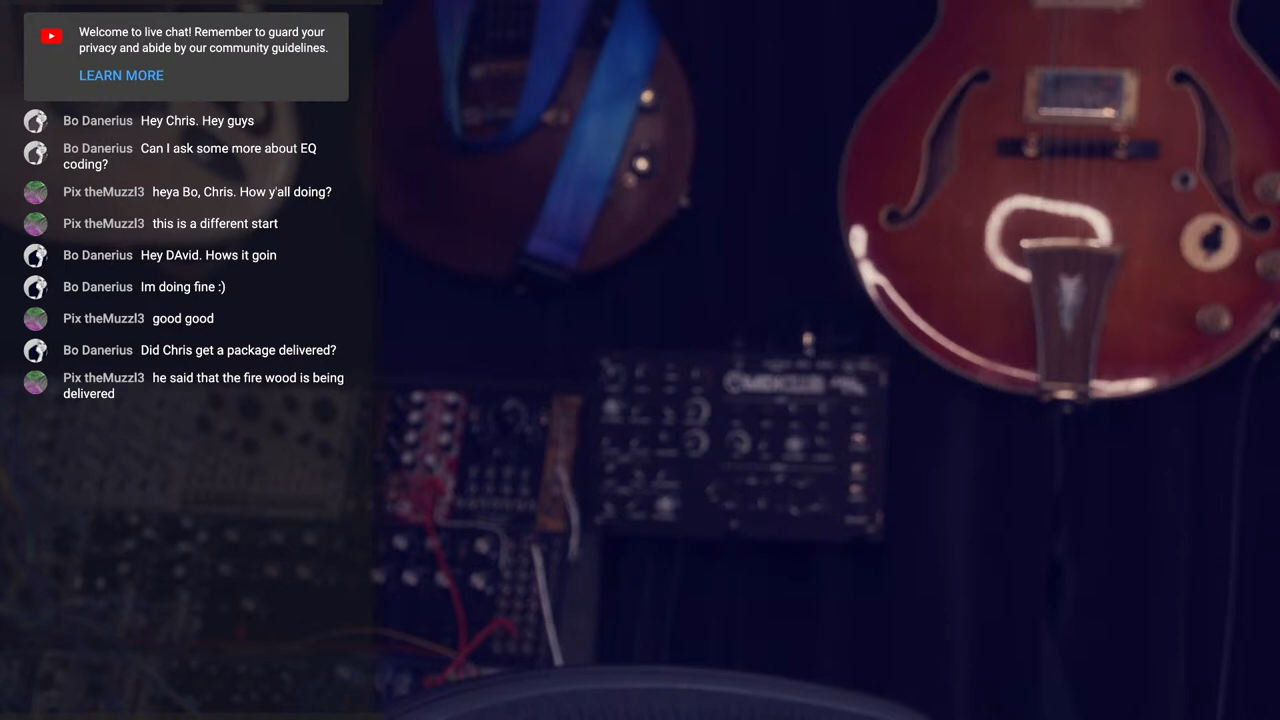 Welcome to live chat! Remember to guard your
privacy and abide by our community guidelines.
LEARN MORE
Bo Danerius Hey Chris. Hey guys
Bo Danerius Can I ask some more about EQ
coding?
Pix theMuzzl3 heya Bo, Chris. How y'all doing?
Pix theMuzzl3 this is a different start
Bo Danerius Hey DAvid. Hows it goin
Bo Danerius Im doing fine :)
Pix theMuzzl3 good good
Bo Danerius Did Chris get a package delivered?
Pix theMuzzl3 he said that the fire wood is being
delivered